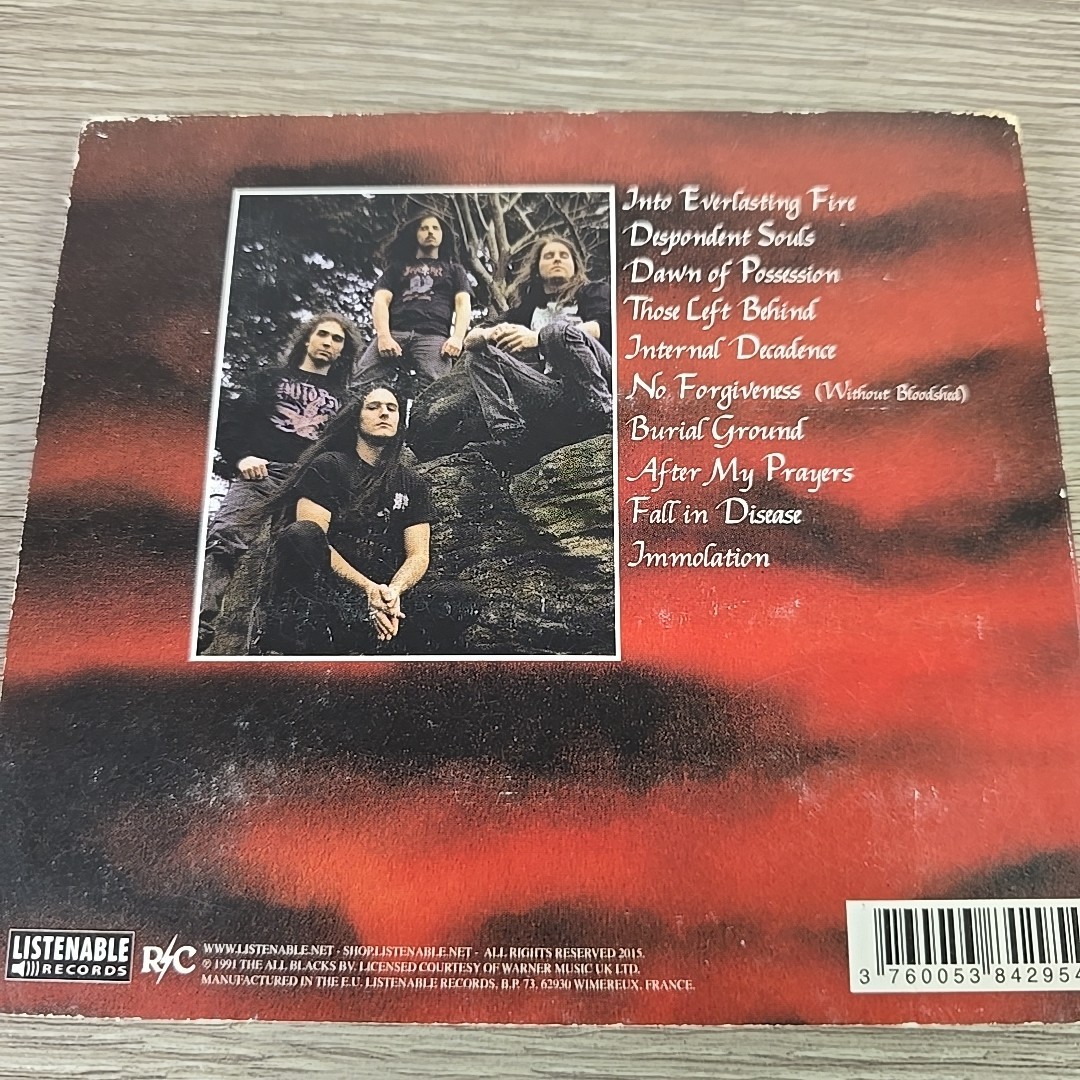 Into Everlasting Fire
Despondent Souls
Dawn of Possession
Those Left Behind
Internal Decadence
No Forgiveness (Without Bloodshed)
Burial Ground
After My Prayers
Fall in Disease
Immolation
LISTENABLE
RECORDS
R/C
WWW.LISTENABLE.NET - SHOP.LISTENABLE.NET - ALL RIGHTS RESERVED 2015.
℗ 1991 THE ALL BLACKS BV. LICENSED COURTESY OF WARNER MUSIC UK LTD.
MANUFACTURED IN THE E.U. LISTENABLE RECORDS, B.P. 73, 62930 WIMEREUX, FRANCE.
3 760053 842954